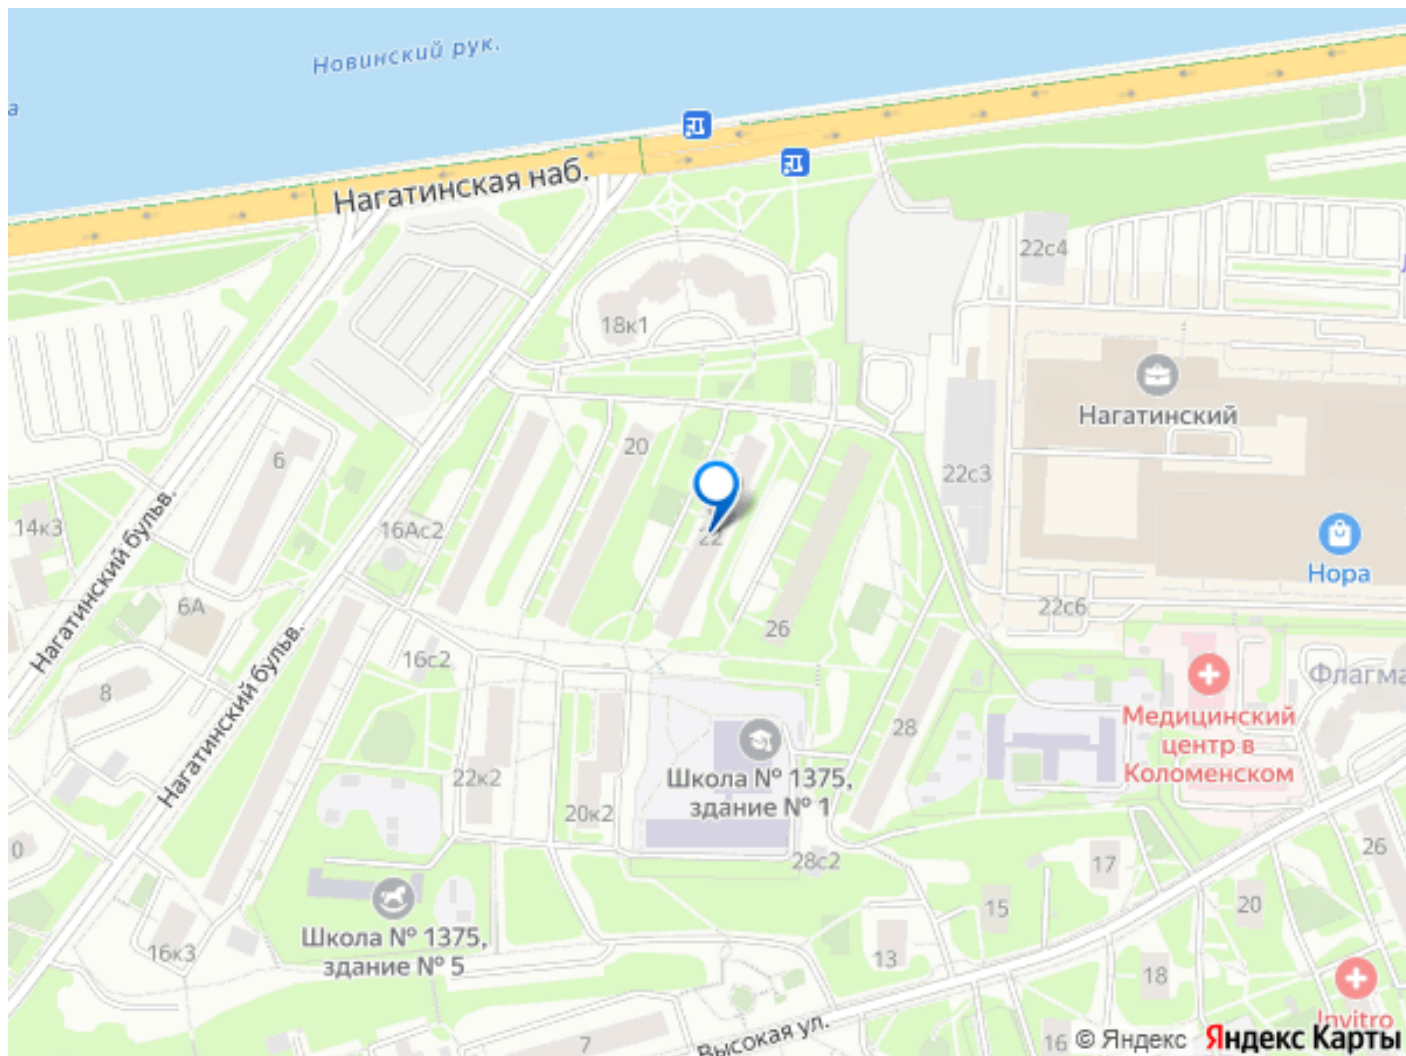 Новинский рук.
а
Нагатинская наб.
22с4
18к1
Нагатинский
20
6
22с3
14к3
16Ас2
22
Нора
Нагатинский бульв.
6А
22с6
26
16с2
Нагатинский бульв.
8
Флагма
28
Медицинский
центр в
Коломенском
22к2
Школа № 1375,
здание № 1
20к2
0
28с2
17
26
15
20
Школа № 1375,
здание № 5
16к3
13
18
Высокая ул.
7
16
Invitro
© Яндекс Яндекс Карты